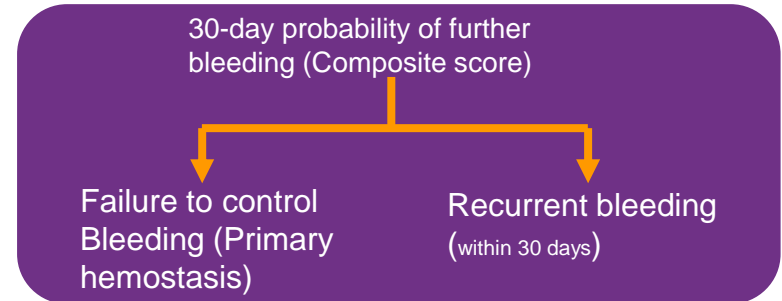 30-day probability of further
bleeding (Composite score)
Failure to control
Bleeding (Primary
hemostasis)
Recurrent bleeding
(within 30 days)